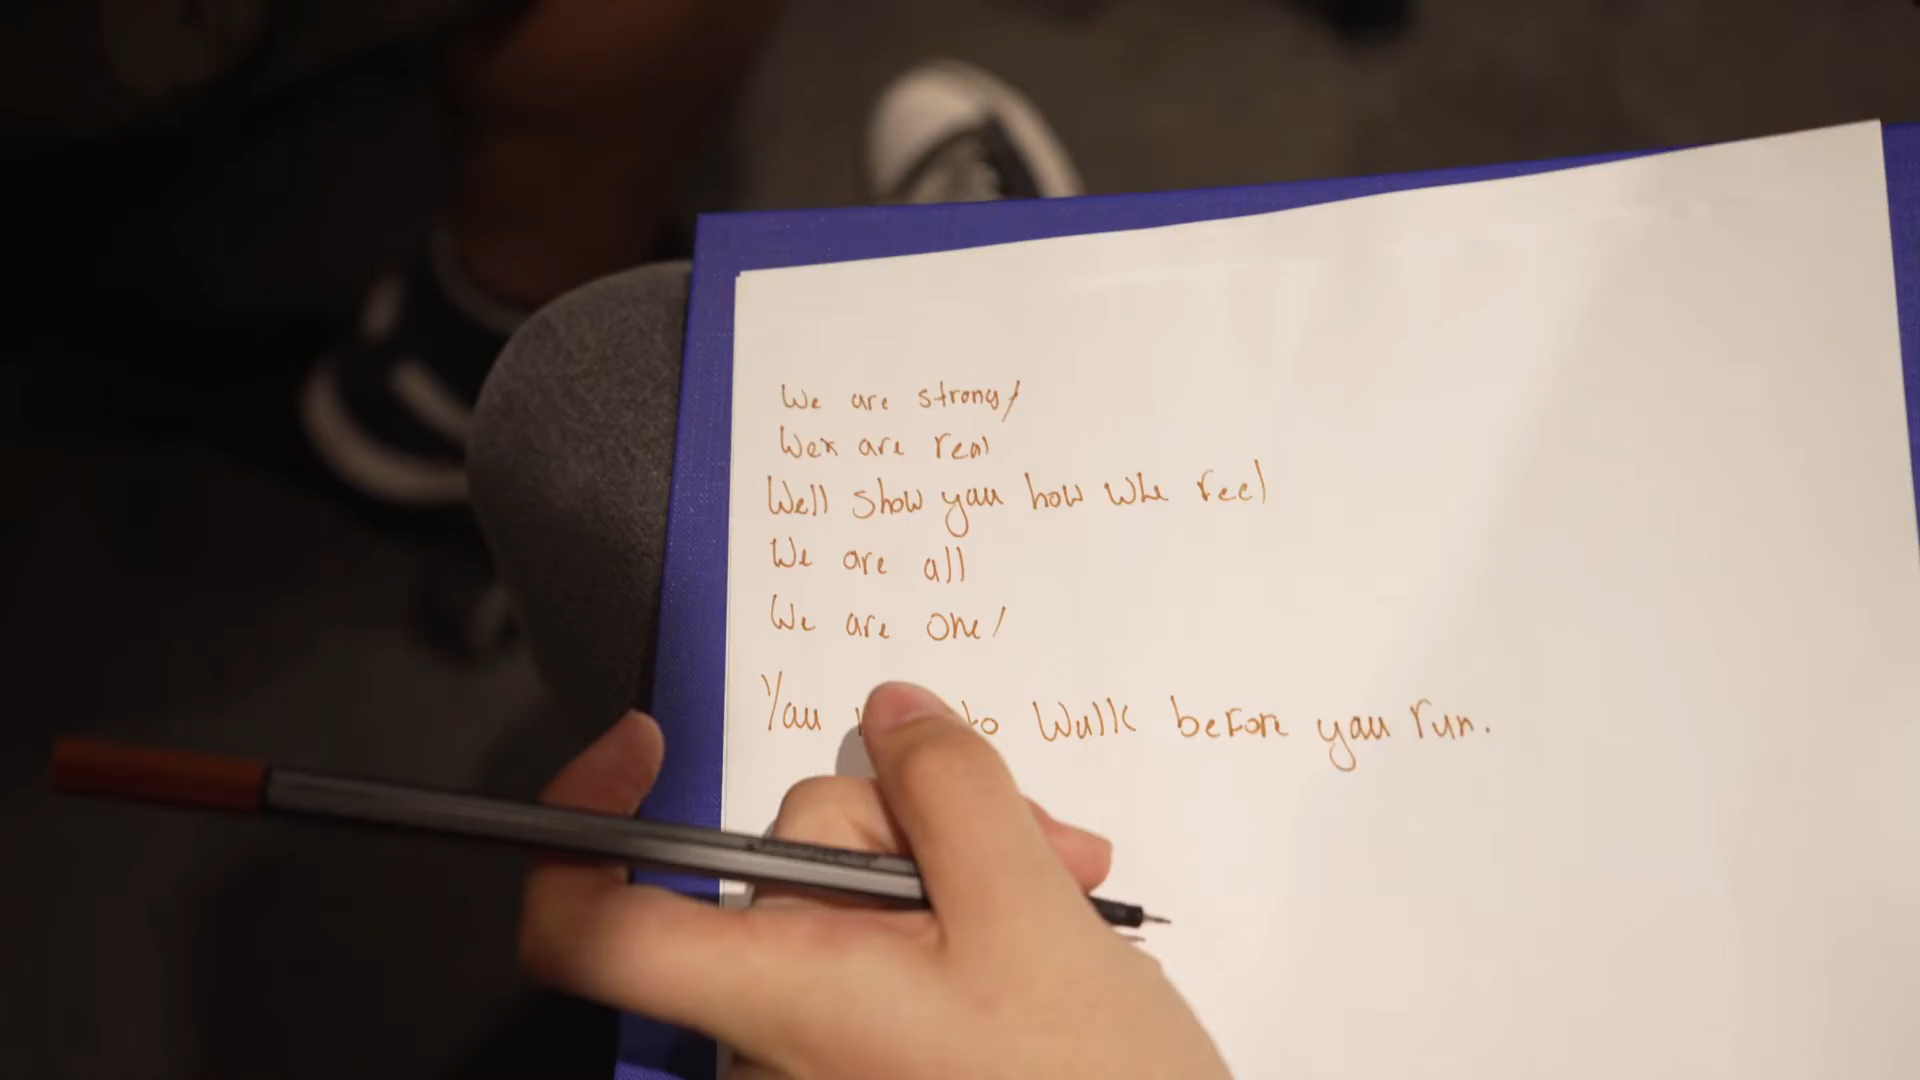 We are strong!
Wex are real
Well show you how whe feel
We are all
We are one!
You to walk before you run.